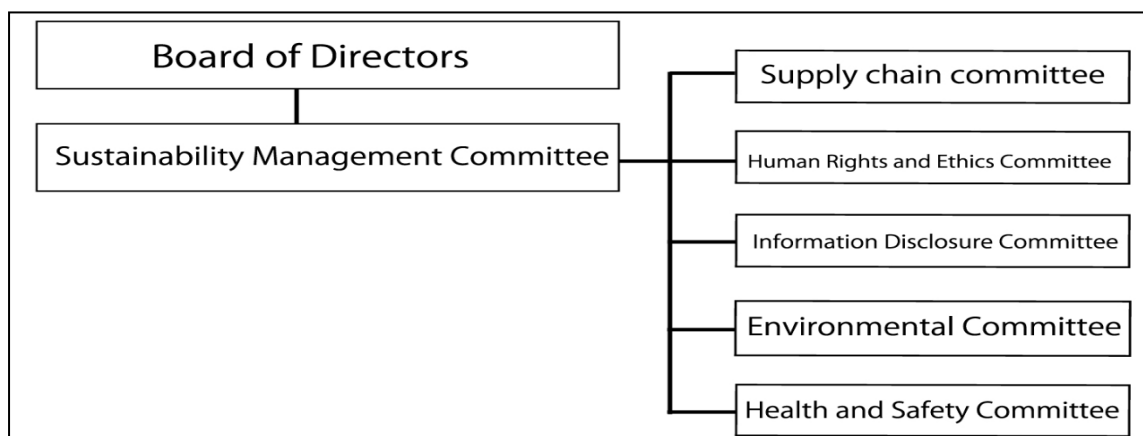 Board of Directors
Sustainability Management Committee
Supply chain committee
Human Rights and Ethics Committee
Information Disclosure Committee
Environmental Committee
Health and Safety Committee